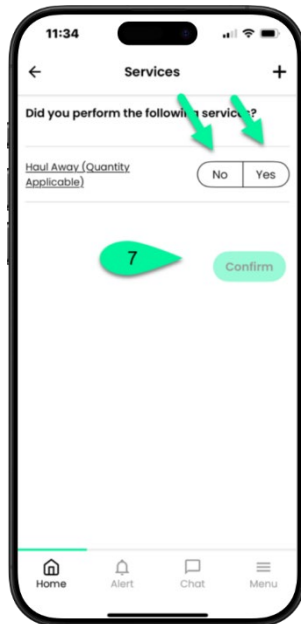 11:34
Services
Did you perform the following services?
Haul Away (Quantity
Applicable)
No
Yes
7
Confirm
Home
Alert
Chat
Menu